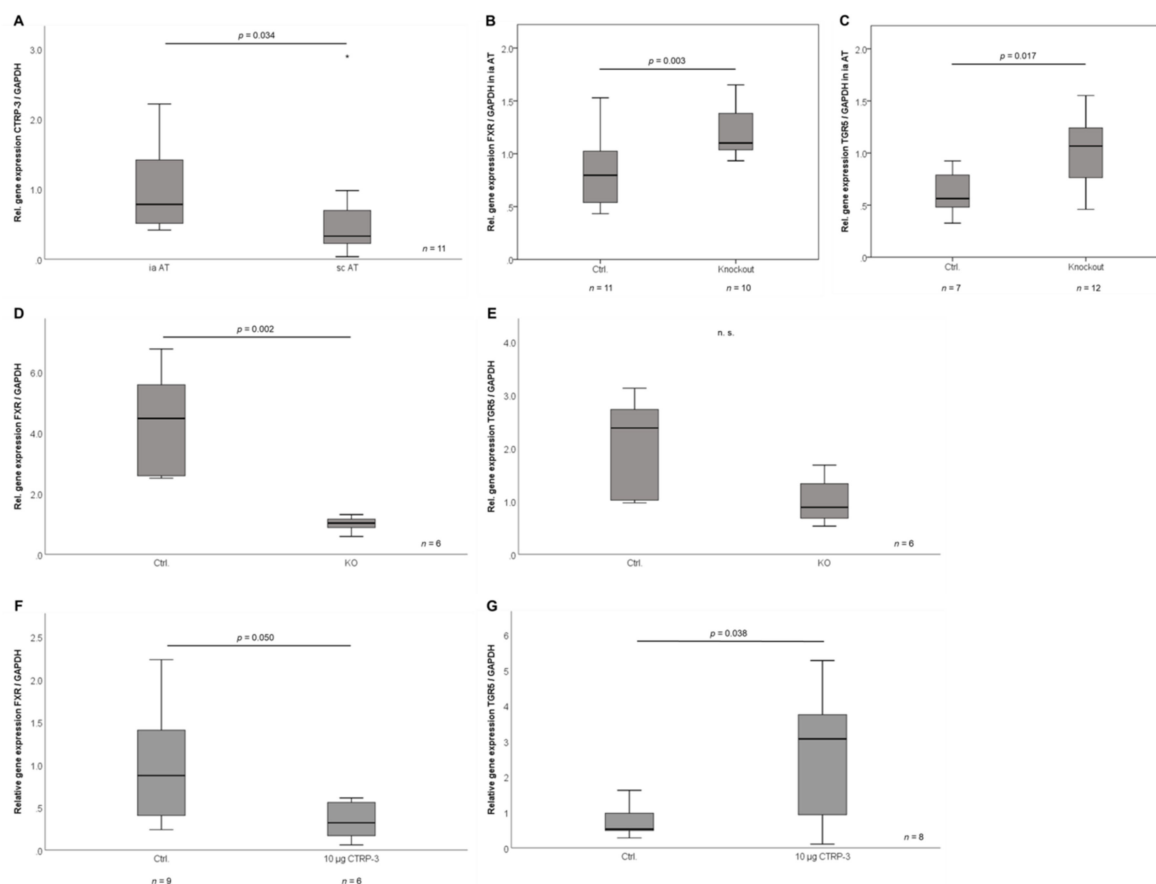 A
Rel. gene expression CTRP-3 / GAPDH
p = 0.034
3.0
2.0
1.0
.0
ia AT
sc AT
n = 11
B
Rel. gene expression FXR / GAPDH in ia AT
p = 0.003
2.0
1.5
1.0
.5
.0
Ctrl.
Knockout
n = 11
n = 10
C
Rel. gene expression TGR5 / GAPDH in ia AT
p = 0.017
2.0
1.5
1.0
.5
.0
Ctrl.
Knockout
n = 7
n = 12
D
Rel. gene expression FXR / GAPDH
p = 0.002
6.0
4.0
2.0
.0
Ctrl.
KO
n = 6
E
Rel. gene expression TGR5 / GAPDH
n. s.
4.0
3.0
2.0
1.0
.0
Ctrl.
KO
n = 6
F
Relative gene expression FXR / GAPDH
p = 0.050
2.5
2.0
1.5
1.0
.5
.0
Ctrl.
10 µg CTRP-3
n = 9
n = 6
G
Relative gene expression TGR5 / GAPDH
p = 0.038
6
5
4
3
2
1
0
Ctrl.
10 µg CTRP-3
n = 8